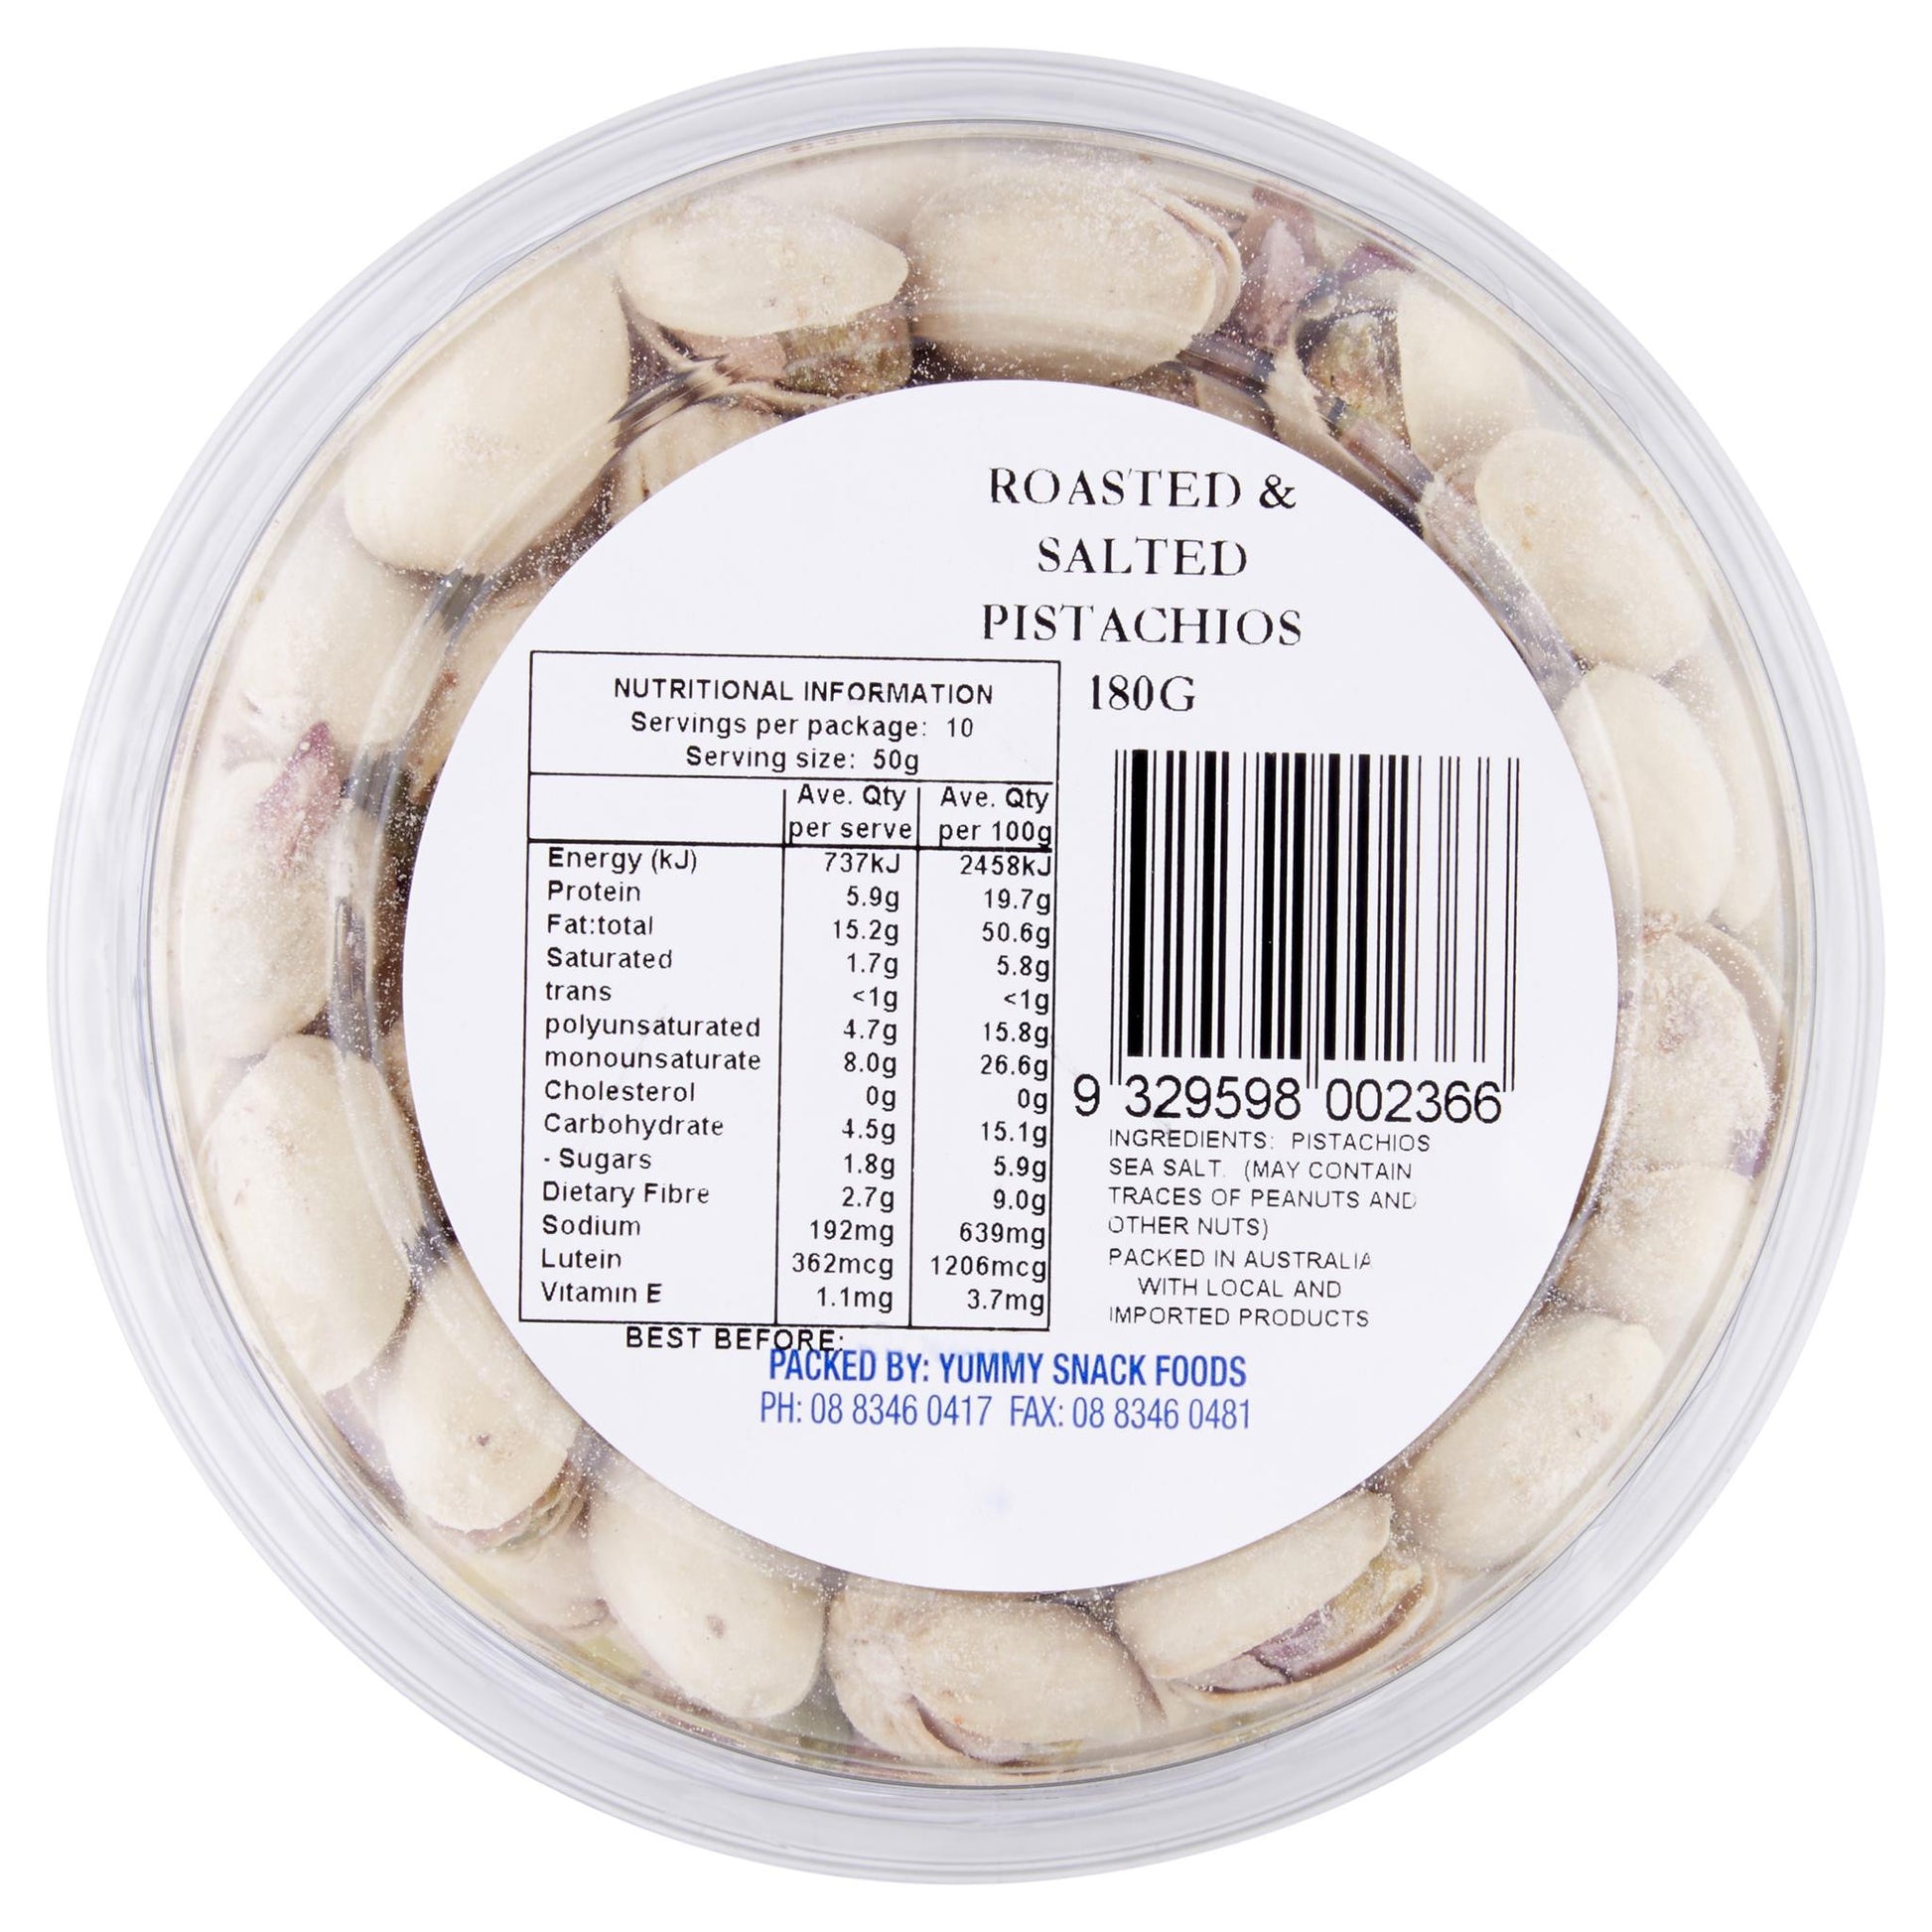 ROASTED &
SALTED
PISTACHIOS
180G
NUTRITIONAL INFORMATION
Servings per package: 10
Serving size: 50g
Ave. Qty per serve Ave. Qty per 100g
Energy (kJ) 737kJ 2458kJ
Protein 5.9g 19.7g
Fat:total 15.2g 50.6g
Saturated 1.7g 5.8g
trans <1g <1g
polyunsaturated 4.7g 15.8g
monounsaturate 8.0g 26.6g
Cholesterol 0g 0g
Carbohydrate 4.5g 15.1g
- Sugars 1.8g 5.9g
Dietary Fibre 2.7g 9.0g
Sodium 192mg 639mg
Lutein 362mcg 1206mcg
Vitamin E 1.1mg 3.7mg
9 329598 002366
INGREDIENTS: PISTACHIOS
SEA SALT. (MAY CONTAIN
TRACES OF PEANUTS AND
OTHER NUTS)
PACKED IN AUSTRALIA
WITH LOCAL AND
IMPORTED PRODUCTS
BEST BEFORE:
PACKED BY: YUMMY SNACK FOODS
PH: 08 8346 0417 FAX: 08 8346 0481